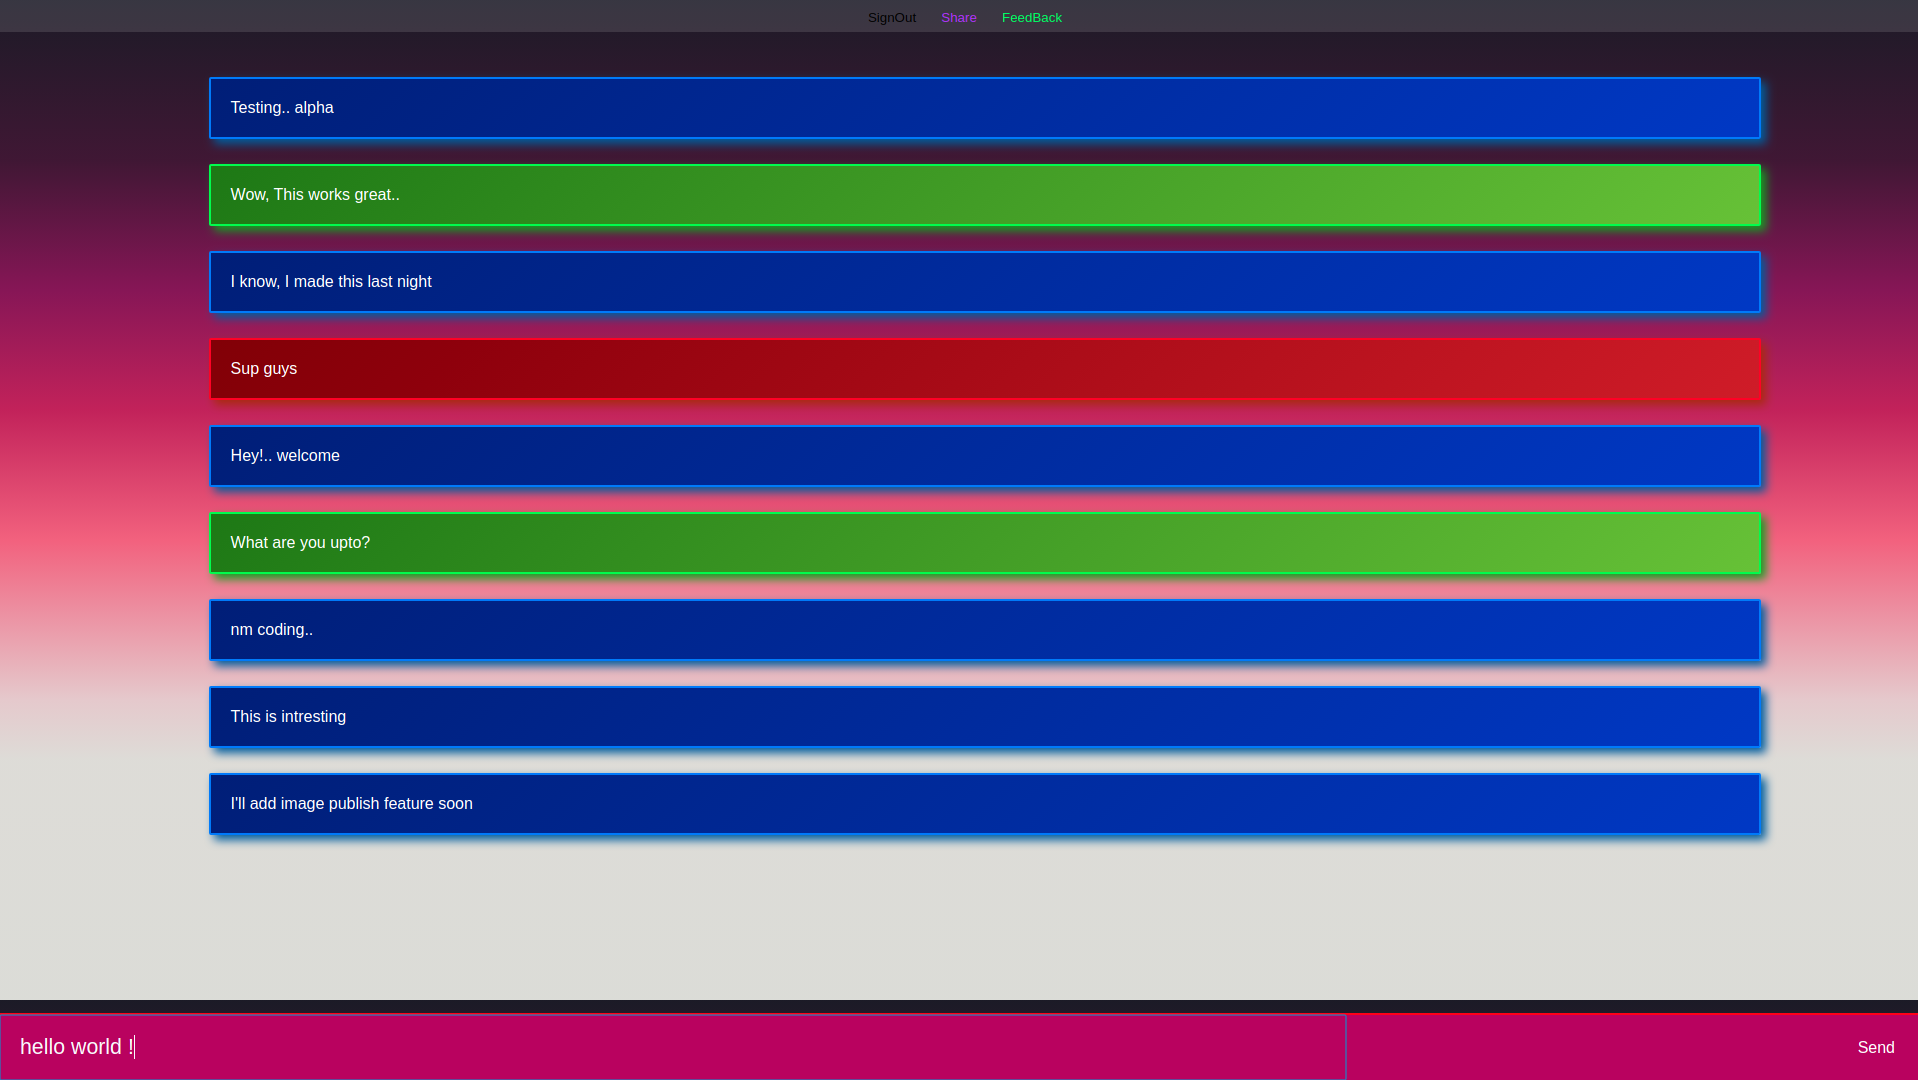 SignOut Share FeedBack
Testing.. alpha
Wow, This works great..
I know, I made this last night
Sup guys
Hey!.. welcome
What are you upto?
nm coding..
This is intresting
I'll add image publish feature soon
hello world !
Send